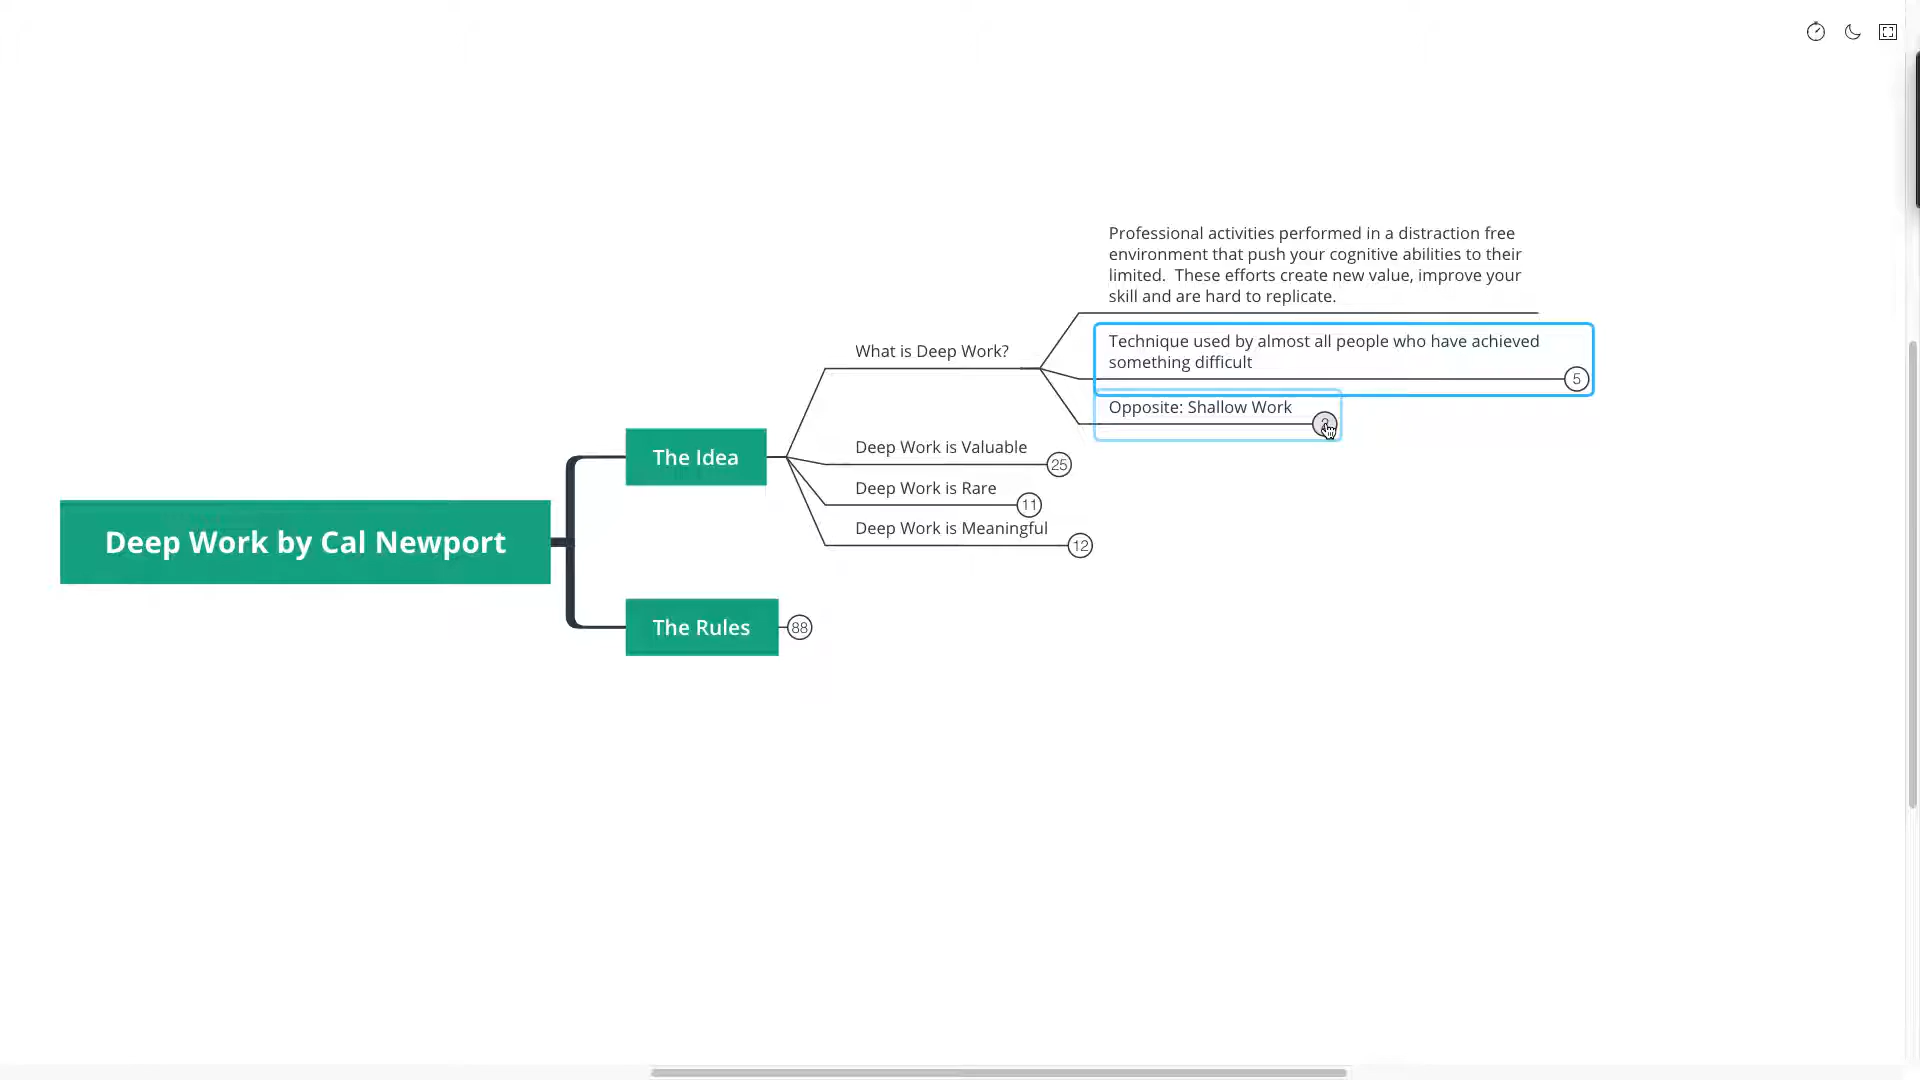 Professional activities performed in a distraction free
environment that push your cognitive abilities to their
limited.  These efforts create new value, improve your
skill and are hard to replicate.
Technique used by almost all people who have achieved
something difficult
5
What is Deep Work?
Opposite: Shallow Work
The Idea
Deep Work is Valuable
25
Deep Work is Rare
11
Deep Work is Meaningful
12
Deep Work by Cal Newport
The Rules
88